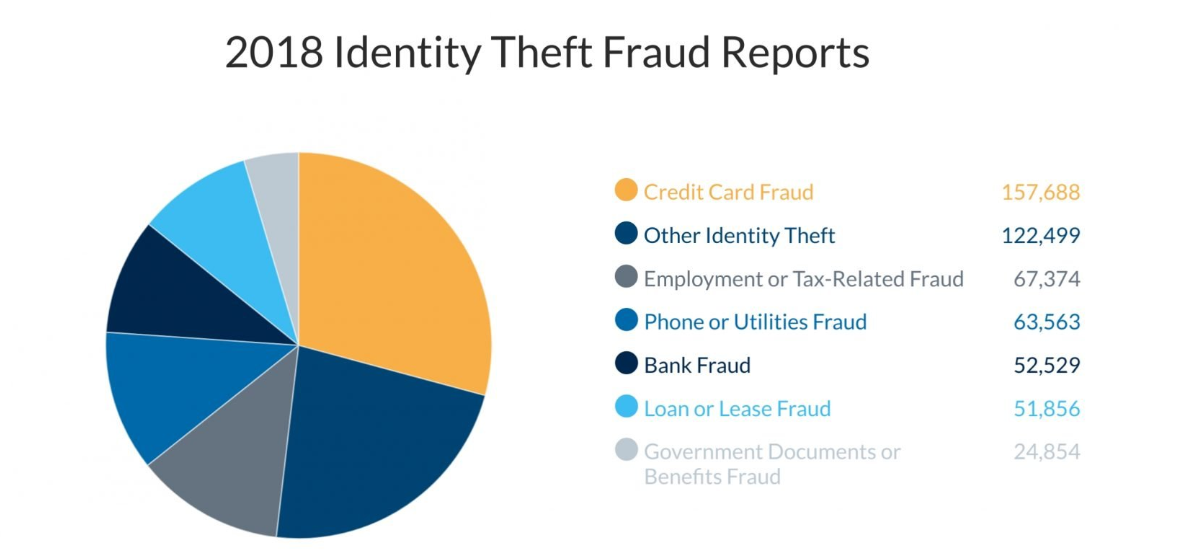 2018 Identity Theft Fraud Reports
Credit Card Fraud 157,688
Other Identity Theft 122,499
Employment or Tax-Related Fraud 67,374
Phone or Utilities Fraud 63,563
Bank Fraud 52,529
Loan or Lease Fraud 51,856
Government Documents or 24,854
Benefits Fraud